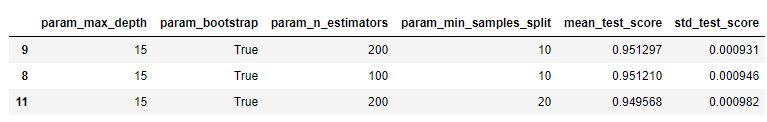 param_max_depth param_bootstrap param_n_estimators param_min_samples_split mean_test_score std_test_score
9 15 True 200 10 0.951297 0.000931
8 15 True 100 10 0.951210 0.000946
11 15 True 200 20 0.949568 0.000982